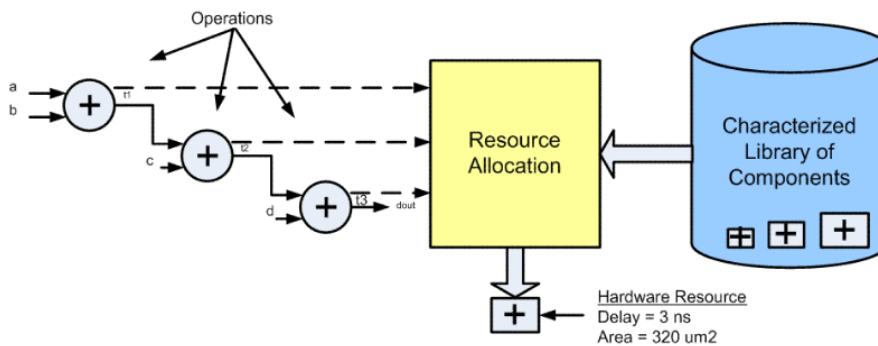 Operations
a
b
t1
c
t2
d
t3
dout
Resource
Allocation
Characterized
Library of
Components
+
+
+
+
+
+
+
Hardware Resource
Delay = 3 ns
Area = 320 um2